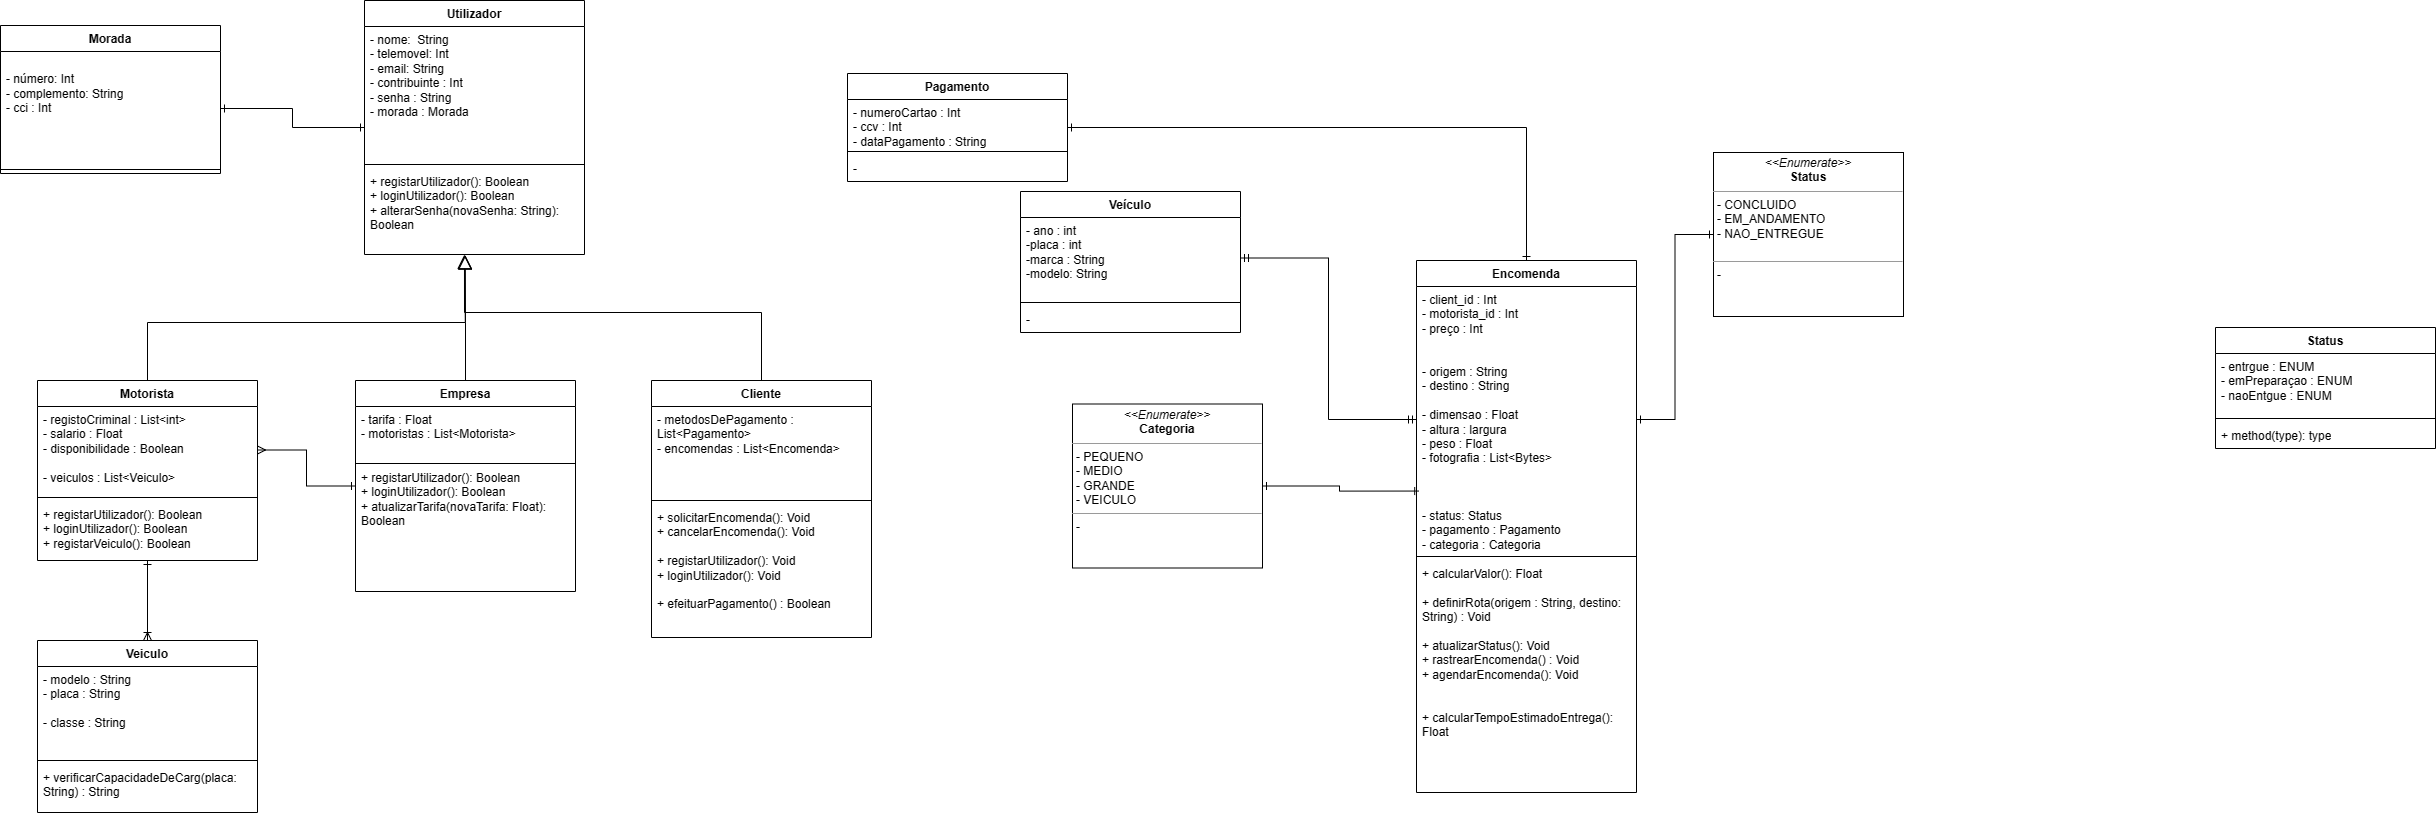 Morada
- número: Int
- complemento: String
- cci : Int
Utilizador
- nome:  String
- telemovel: Int
- email: String
- contribuinte : Int
- senha : String
- morada : Morada
+ registarUtilizador(): Boolean
+ loginUtilizador(): Boolean
+ alterarSenha(novaSenha: String):
Boolean
Motorista
- registoCriminal : List<int>
- salario : Float
- disponibilidade : Boolean
- veiculos : List<Veiculo>
+ registarUtilizador(): Boolean
+ loginUtilizador(): Boolean
+ registarVeiculo(): Boolean
Empresa
- tarifa : Float
- motoristas : List<Motorista>
+ registarUtilizador(): Boolean
+ loginUtilizador(): Boolean
+ atualizarTarifa(novaTarifa: Float):
Boolean
Cliente
- metodosDePagamento :
List<Pagamento>
- encomendas : List<Encomenda>
+ solicitarEncomenda(): Void
+ cancelarEncomenda(): Void
+ registarUtilizador(): Void
+ loginUtilizador(): Void
+ efeituarPagamento() : Boolean
Veiculo
- modelo : String
- placa : String
- classe : String
+ verificarCapacidadeDeCarg(placa:
String) : String
Pagamento
- numeroCartao : Int
- ccv : Int
- dataPagamento : String
-
Veículo
- ano : int
-placa : int
-marca : String
-modelo: String
-
<<Enumerate>>
Categoria
- PEQUENO
- MEDIO
- GRANDE
- VEICULO
-
Encomenda
- client_id : Int
- motorista_id : Int
- preço : Int
- origem : String
- destino : String
- dimensao : Float
- altura : largura
- peso : Float
- fotografia : List<Bytes>
- status: Status
- pagamento : Pagamento
- categoria : Categoria
+ calcularValor(): Float
+ definirRota(origem : String, destino:
String) : Void
+ atualizarStatus(): Void
+ rastrearEncomenda() : Void
+ agendarEncomenda(): Void
+ calcularTempoEstimadoEntrega():
Float
<<Enumerate>>
Status
- CONCLUIDO
- EM_ANDAMENTO
- NAO_ENTREGUE
-
Status
- entrgue : ENUM
- emPreparaçao : ENUM
- naoEntgue : ENUM
+ method(type): type